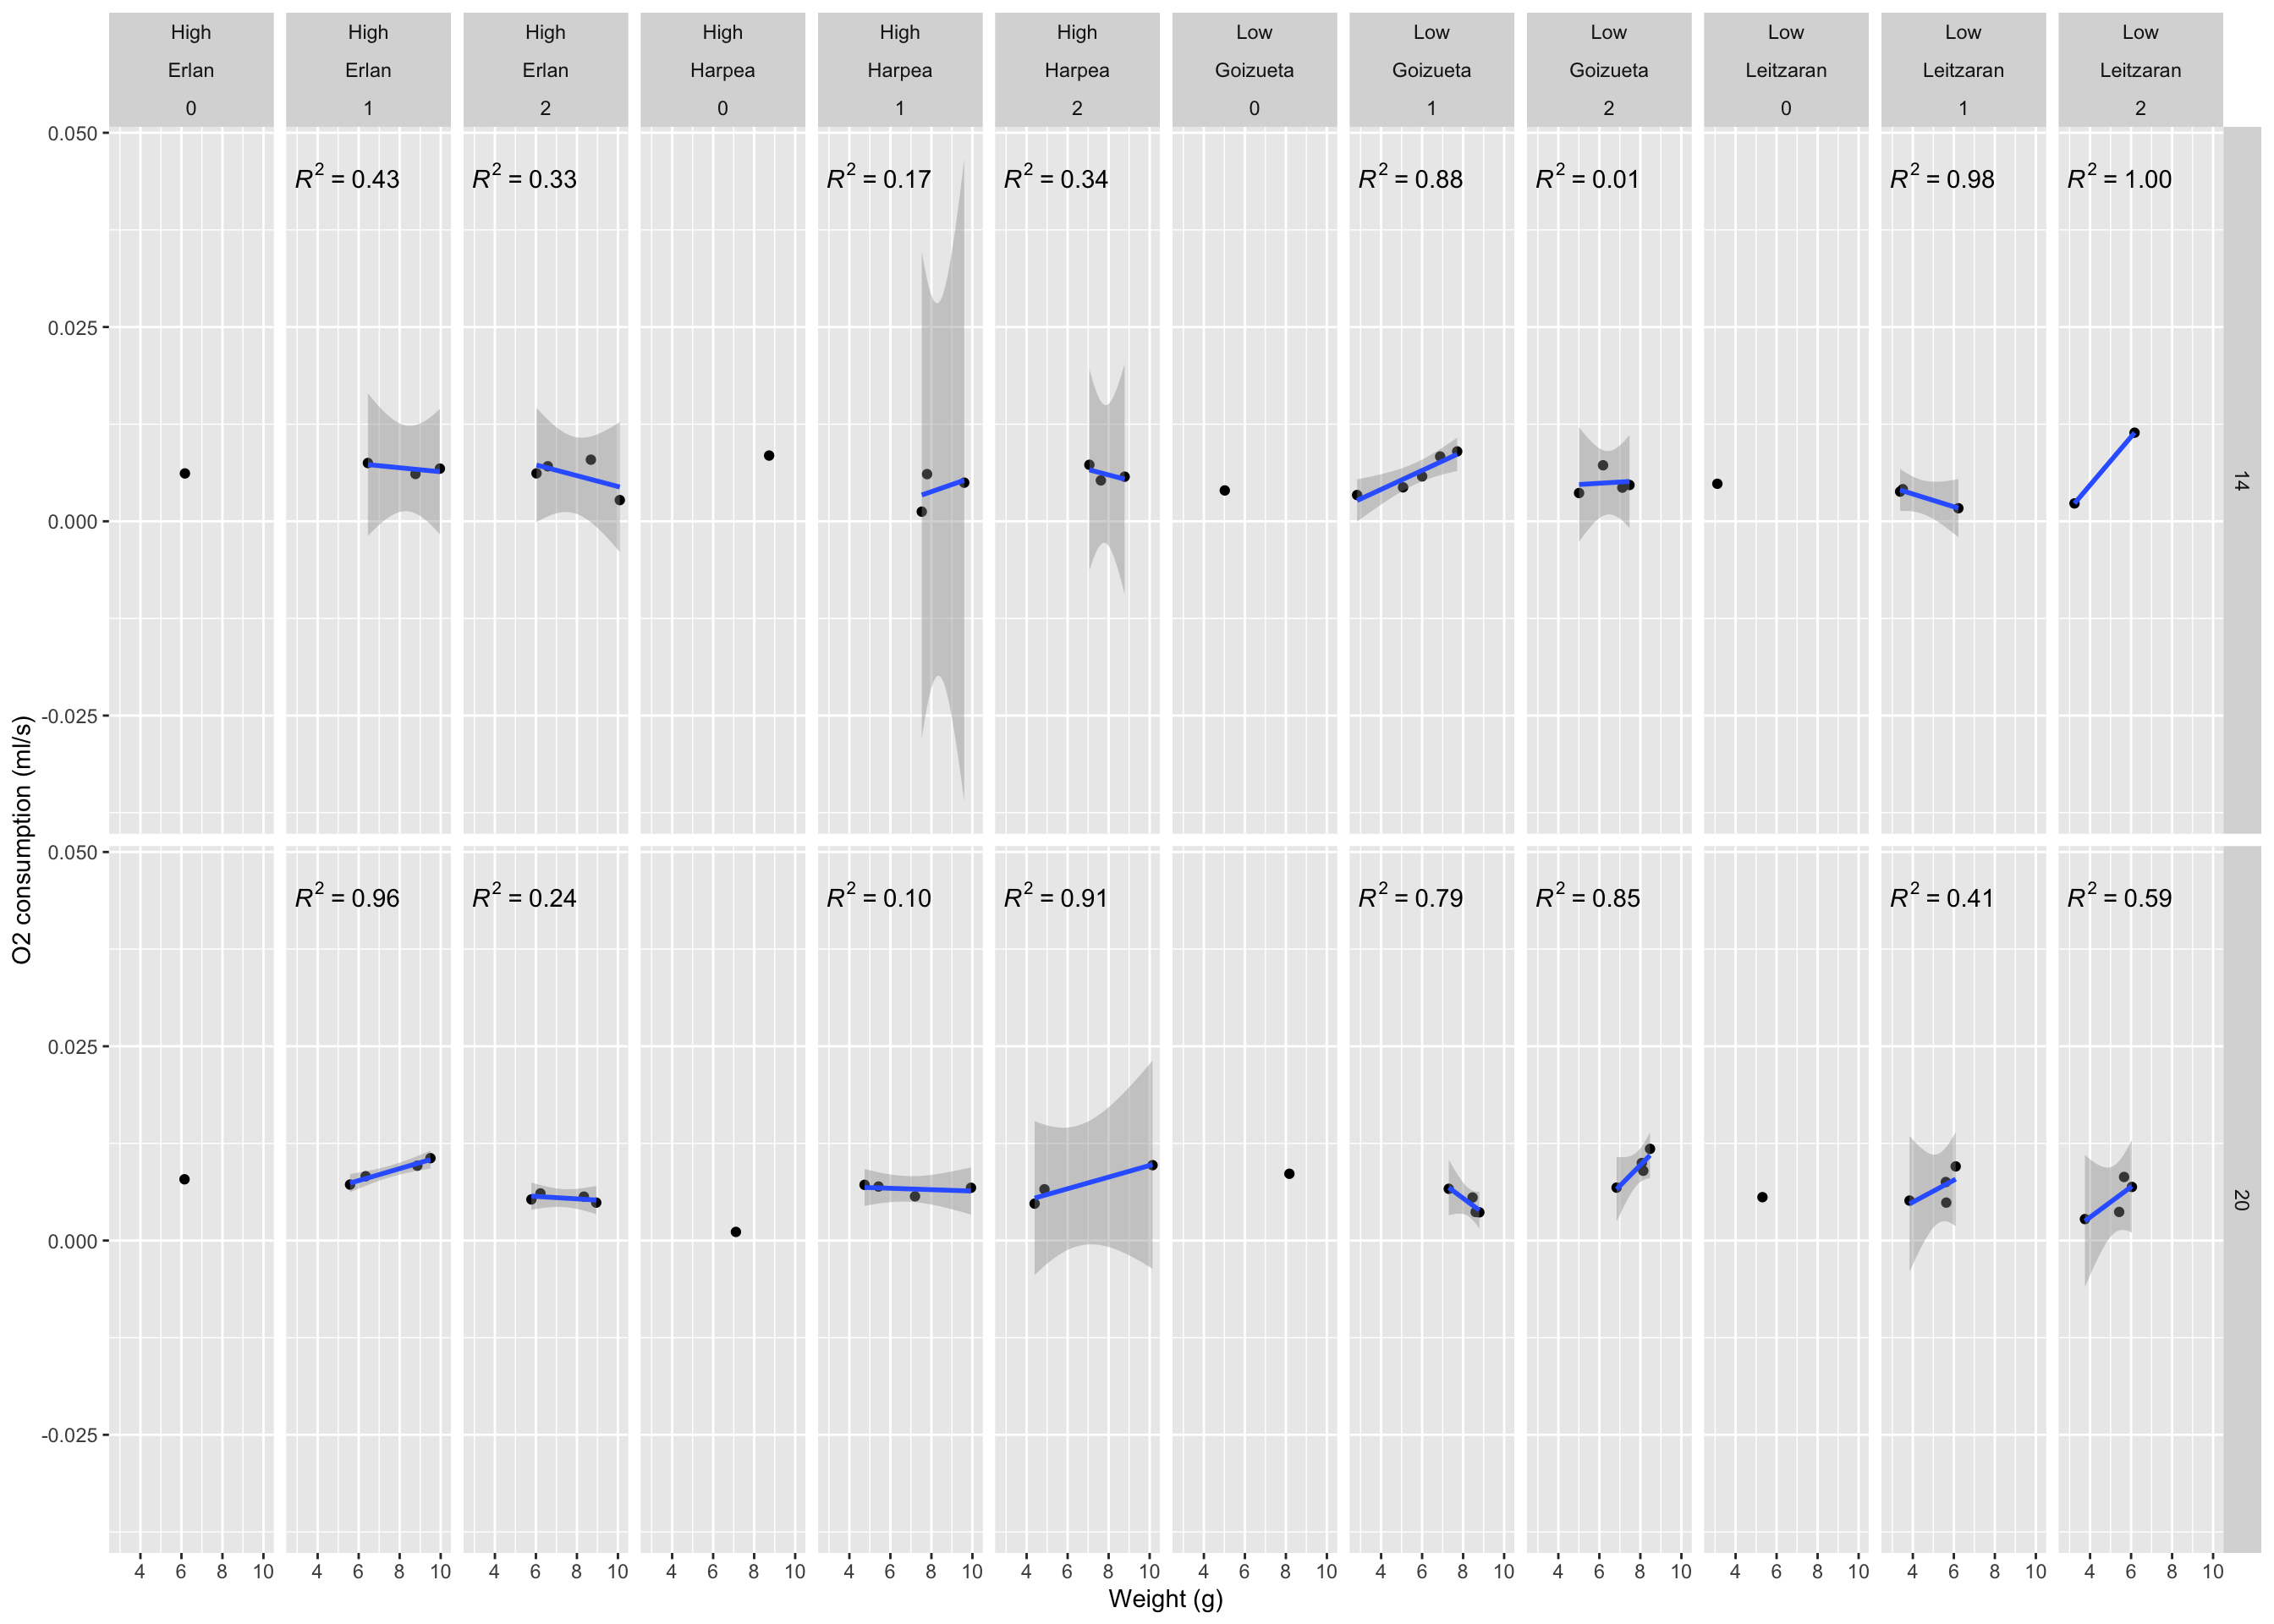 High High High High High High Low Low Low Low Low Low
Erlan Erlan Erlan Harpea Harpea Harpea Goizueta Goizueta Goizueta Leitzaran Leitzaran Leitzaran
0 1 2 0 1 2 0 1 2 0 1 2
0.050
R² = 0.43 R² = 0.33 R² = 0.17 R² = 0.34 R² = 0.88 R² = 0.01 R² = 0.98 R² = 1.00
0.025
14
0.000
-0.025
O2 consumption (ml/s)
0.050
R² = 0.96 R² = 0.24 R² = 0.10 R² = 0.91 R² = 0.79 R² = 0.85 R² = 0.41 R² = 0.59
0.025
20
0.000
-0.025
4 6 8 10 4 6 8 10 4 6 8 10 4 6 8 10 4 6 8 10 4 6 8 10 4 6 8 10 4 6 8 10 4 6 8 10 4 6 8 10 4 6 8 10 4 6 8 10
Weight (g)